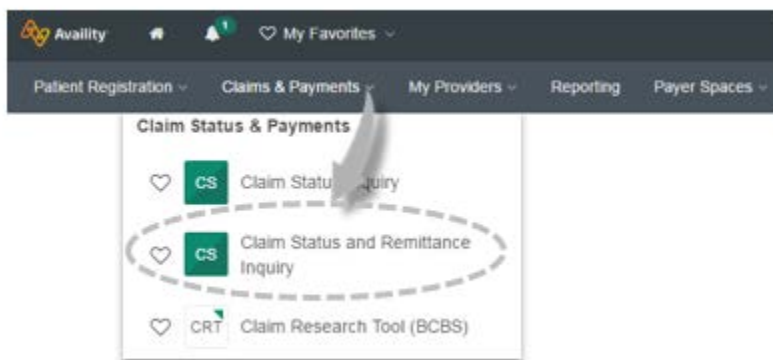 Availity 1 My Favorites
Patient Registration Claims & Payments My Providers Reporting Payer Spaces
Claim Status & Payments
CS Claim Status Inquiry
CS Claim Status and Remittance
Inquiry
CRT Claim Research Tool (BCBS)